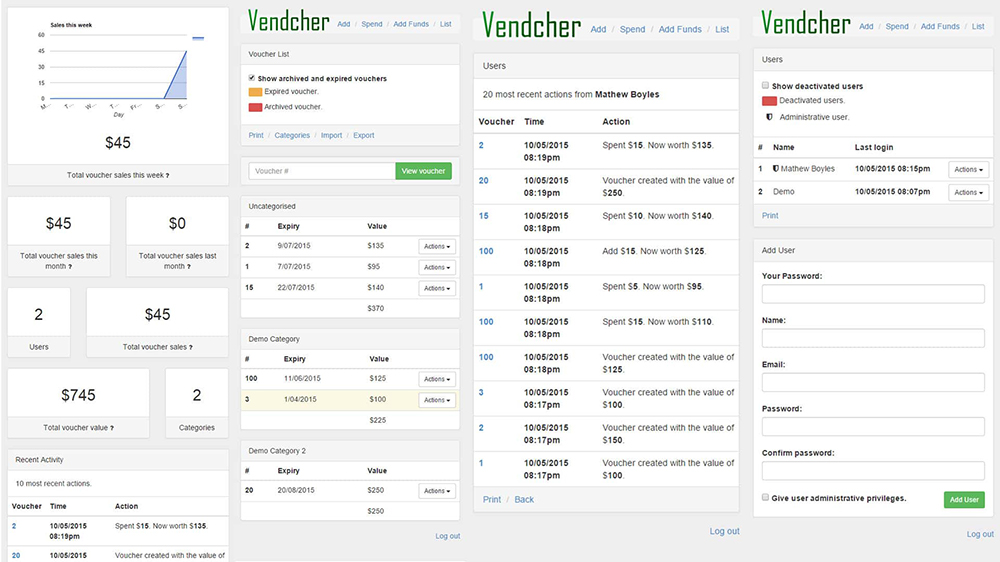 Sales this week
60
45
30
15
0
M... T... W... T... Fr... S... S...
Day
$45
Total voucher sales this week ?
$45
Total voucher sales this
month ?
$0
Total voucher sales last
month ?
2
Users
$45
Total voucher sales ?
$745
Total voucher value ?
2
Categories
Recent Activity
10 most recent actions.
Voucher Time Action
2 10/05/2015 Spent $15. Now worth $135.
08:19pm
20 10/05/2015 Voucher created with the value of
Vendcher Add / Spend / Add Funds / List
Voucher List
Show archived and expired vouchers
Expired voucher.
Archived voucher.
Print / Categories / Import / Export
Voucher # View voucher
Uncategorised
# Expiry Value
2 9/07/2015 $135 Actions
1 7/07/2015 $95 Actions
15 22/07/2015 $140 Actions
$370
Demo Category
# Expiry Value
100 11/06/2015 $125 Actions
3 1/04/2015 $100 Actions
$225
Demo Category 2
# Expiry Value
20 20/08/2015 $250 Actions
$250
Log out
Vendcher Add / Spend / Add Funds / List
Users
20 most recent actions from Mathew Boyles
Voucher Time Action
2 10/05/2015 Spent $15. Now worth $135.
08:19pm
20 10/05/2015 Voucher created with the value of
08:19pm $250.
15 10/05/2015 Spent $10. Now worth $140.
08:18pm
100 10/05/2015 Add $15. Now worth $125.
08:18pm
1 10/05/2015 Spent $5. Now worth $95.
08:18pm
100 10/05/2015 Spent $15. Now worth $110.
08:18pm
100 10/05/2015 Voucher created with the value of
08:18pm $125.
3 10/05/2015 Voucher created with the value of
08:17pm $100.
2 10/05/2015 Voucher created with the value of
08:17pm $150.
1 10/05/2015 Voucher created with the value of
08:17pm $100.
Print / Back
Log out
Vendcher Add / Spend / Add Funds / List
Users
Show deactivated users
Deactivated users.
Administrative user.
# Name Last login
1 Mathew Boyles 10/05/2015 08:15pm Actions
2 Demo 10/05/2015 08:07pm Actions
Print
Add User
Your Password:
Name:
Email:
Password:
Confirm password:
Give user administrative privileges. Add User
Log out